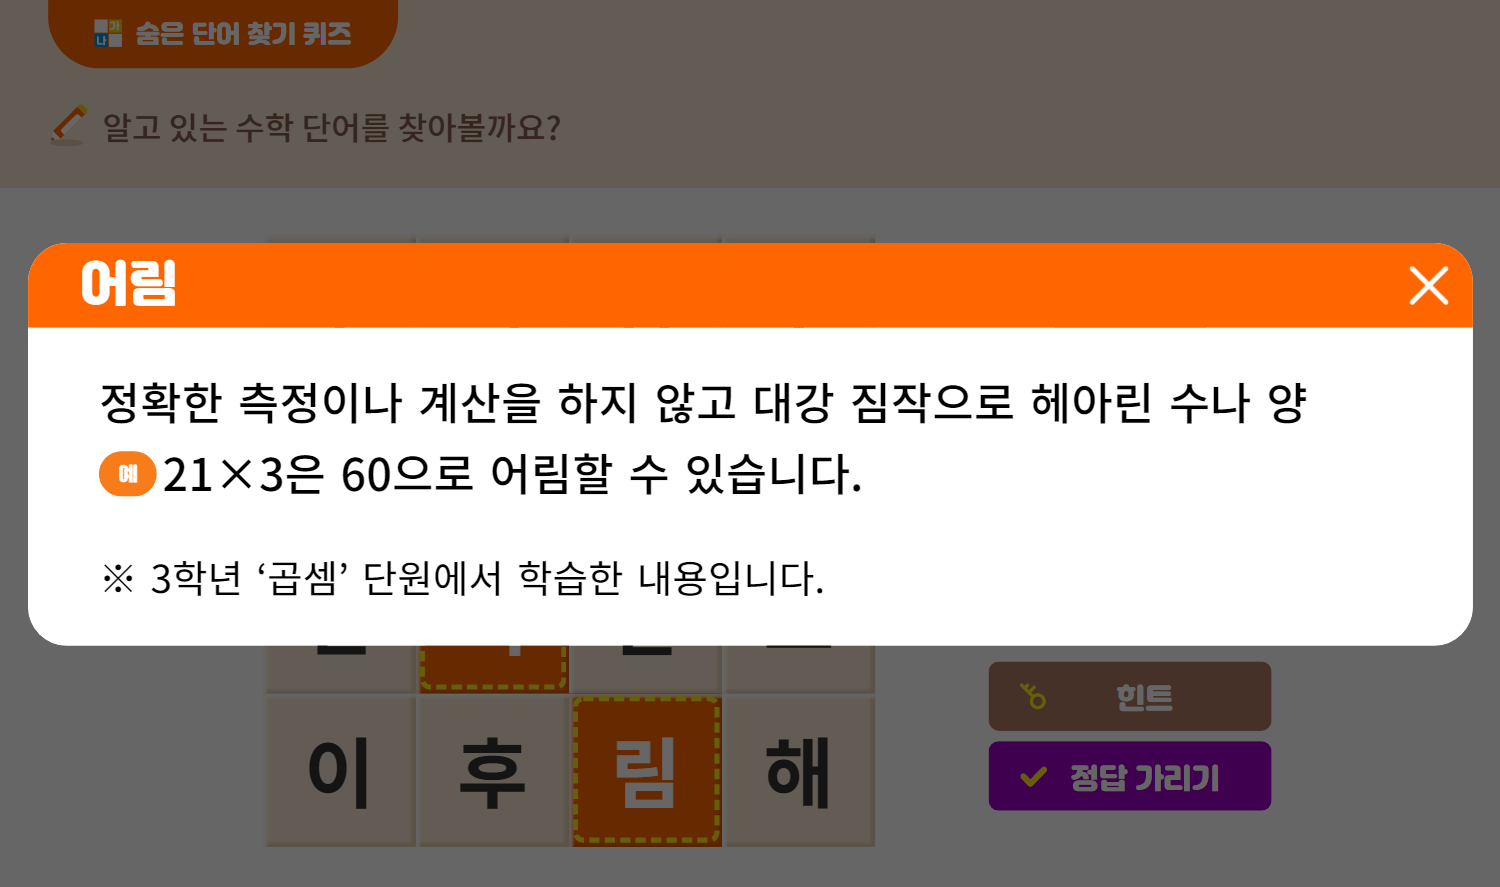 가
나
숨은 단어 찾기 퀴즈
알고 있는 수학 단어를 찾아볼까요?
어림
정확한 측정이나 계산을 하지 않고 대강 짐작으로 헤아린 수나 양
예 21×3은 60으로 어림할 수 있습니다.
※ 3학년 ‘곱셈’ 단원에서 학습한 내용입니다.
힌트
이 후 림 해
정답 가리기